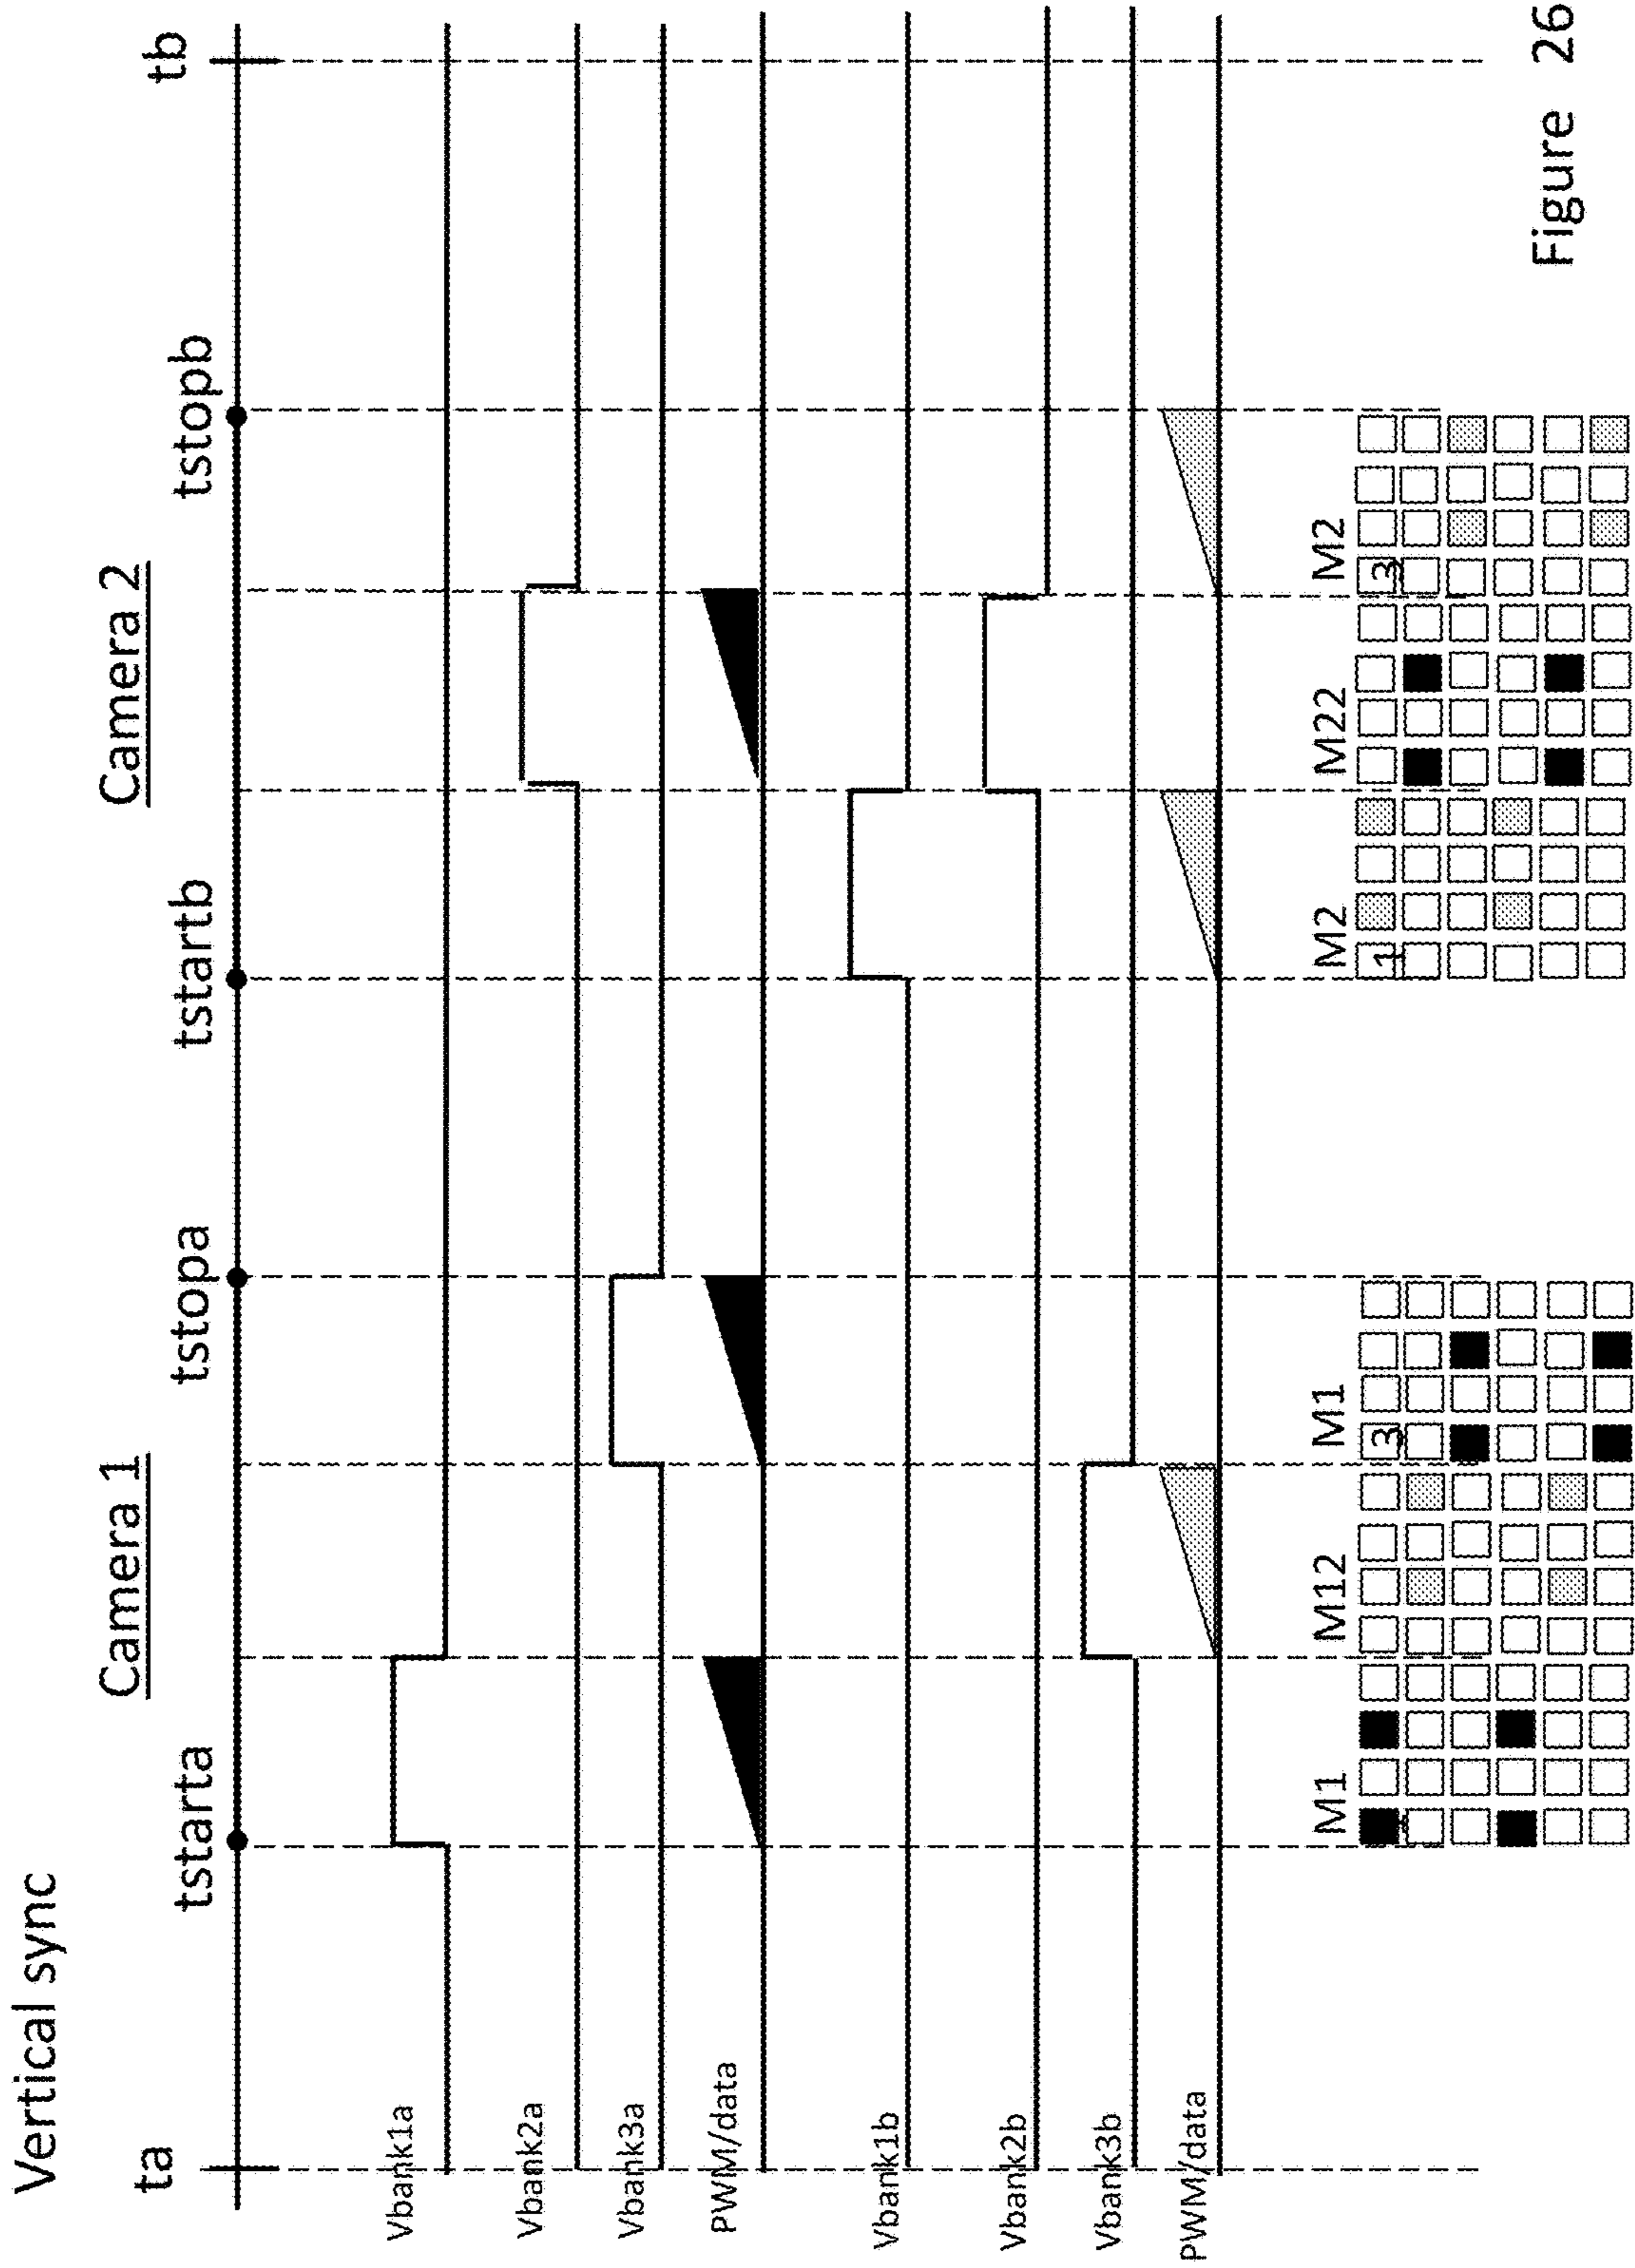 Vertical sync
Camera 1
Camera 2
ta
tstarta
tstopa
tstartb
tstopb
tb
Vbank1a
Vbank2a
Vbank3a
PWM/data
Vbank1b
Vbank2b
Vbank3b
PWM/data
M1
M12
M1
3
M2
1
M22
M2
3
Figure 26